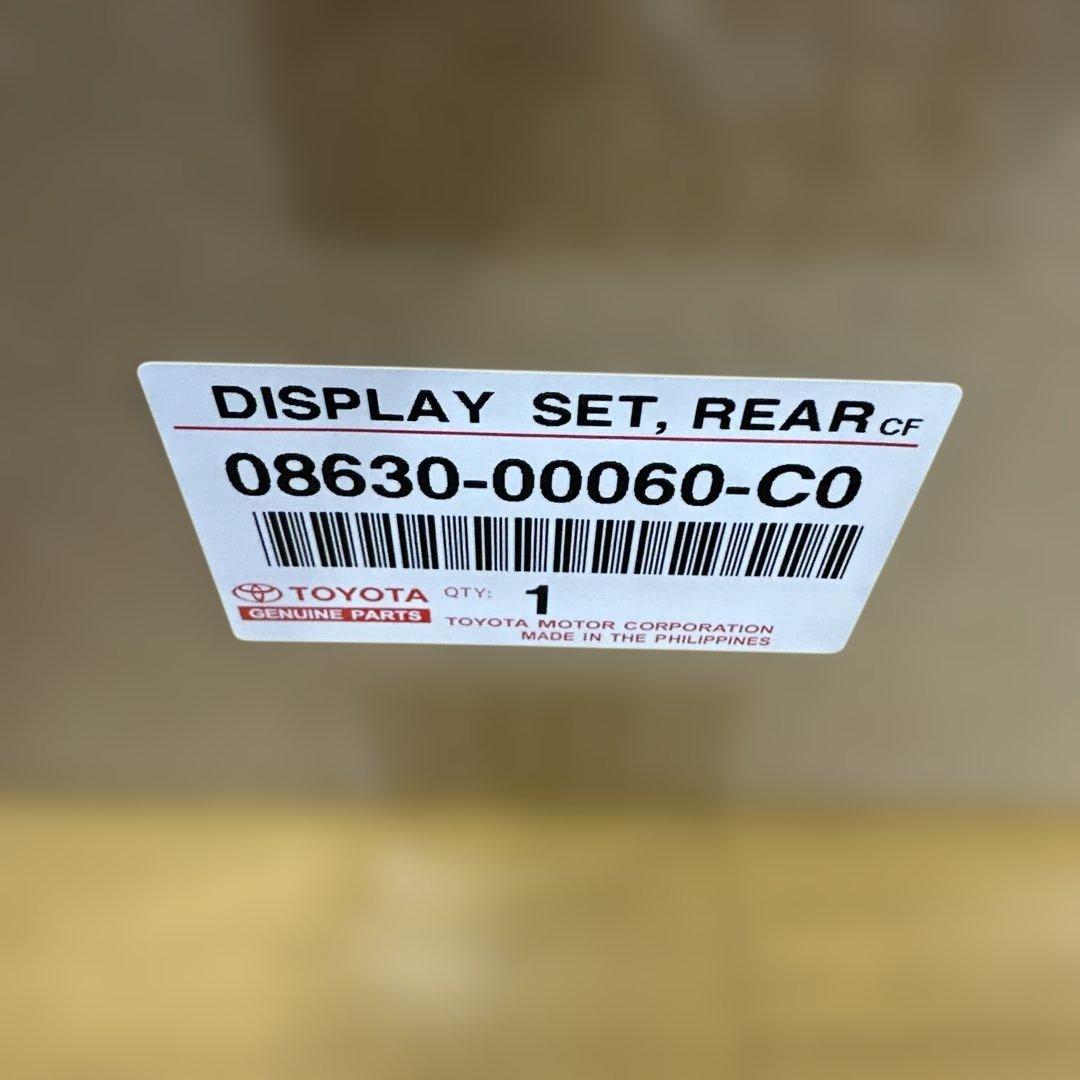 DISPLAY SET, REAR CF
08630-00060-C0
TOYOTA QTY: 1
GENUINE PARTS
TOYOTA MOTOR CORPORATION
MADE IN THE PHILIPPINES